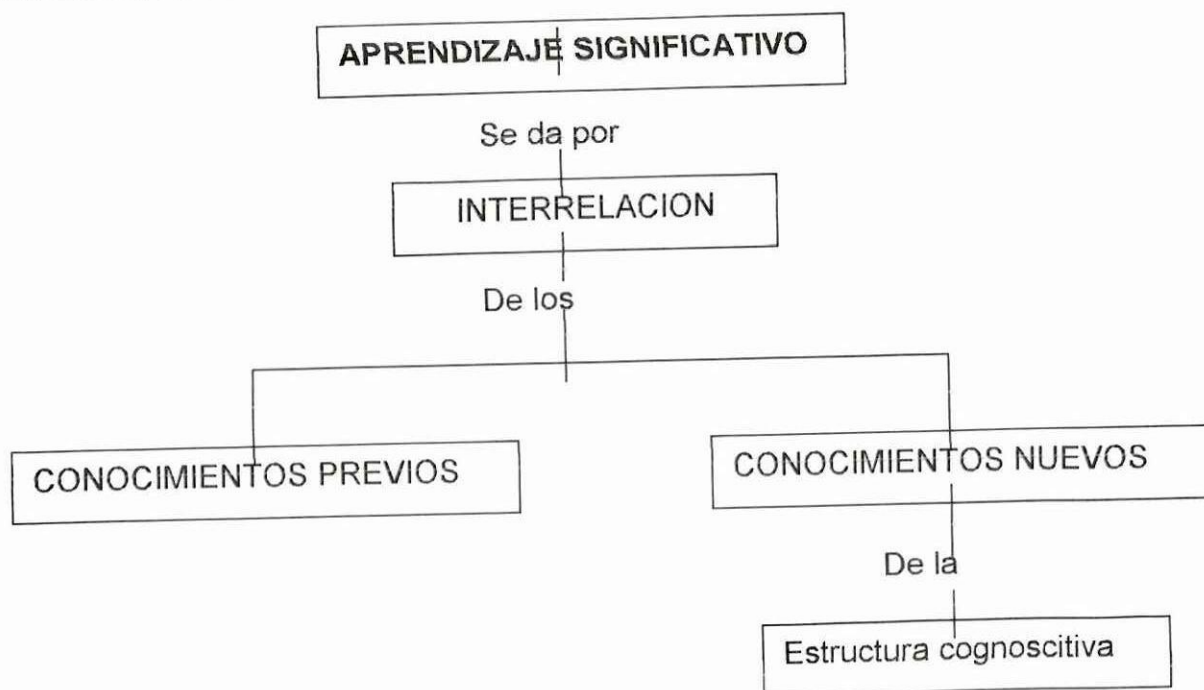 APRENDIZAJE SIGNIFICATIVO
Se da por
INTERRELACION
De los
CONOCIMIENTOS PREVIOS
CONOCIMIENTOS NUEVOS
De la
Estructura cognoscitiva